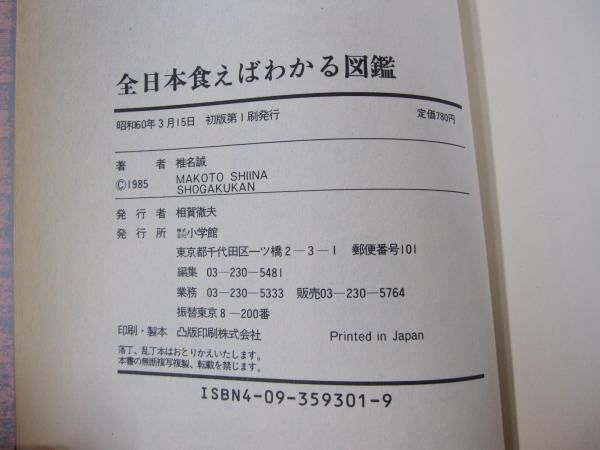 全日本食えばわかる図鑑
昭和60年3月15日 初版第1刷発行 定価780円
著者 椎名誠
©1985 MAKOTO SHIINA
SHOGAKUKAN
発行者 相賀徹夫
発行所 株式会社小学館
東京都千代田区一ツ橋2-3-1 郵便番号101
編集 03-230-5481
業務 03-230-5333 販売03-230-5764
振替東京8-200番
印刷・製本 凸版印刷株式会社 Printed in Japan
落丁、乱丁本はおとりかえいたします。
本書の無断複写複製、転載を禁じます。
ISBN4-09-359301-9